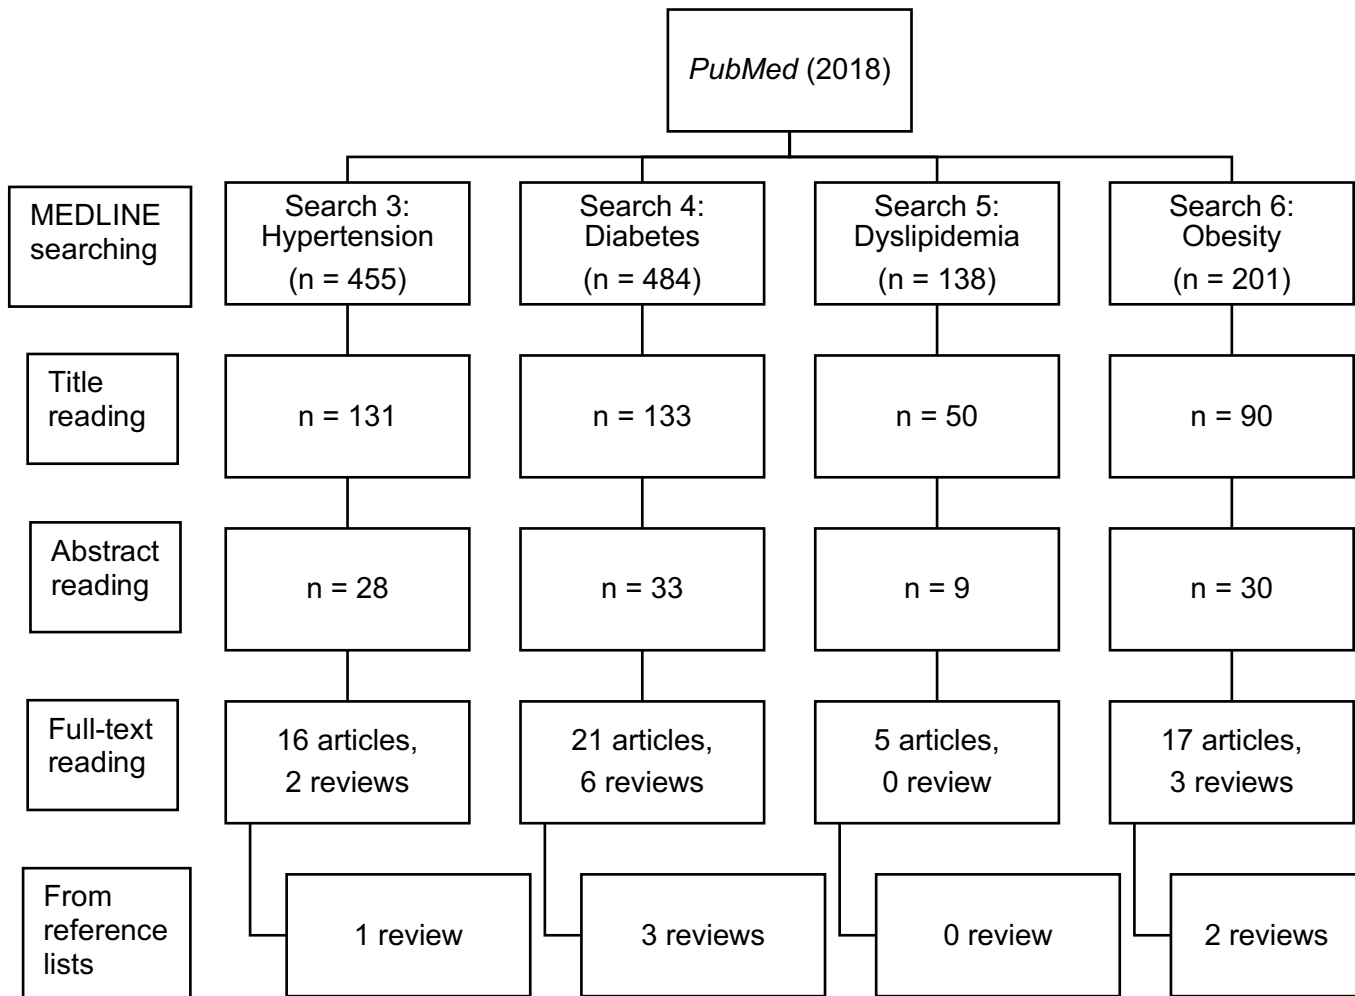 PubMed (2018)
MEDLINE
searching
Search 3:
Hypertension
(n = 455)
Search 4:
Diabetes
(n = 484)
Search 5:
Dyslipidemia
(n = 138)
Search 6:
Obesity
(n = 201)
Title
reading
n = 131
n = 133
n = 50
n = 90
Abstract
reading
n = 28
n = 33
n = 9
n = 30
Full-text
reading
16 articles,
2 reviews
21 articles,
6 reviews
5 articles,
0 review
17 articles,
3 reviews
From
reference
lists
1 review
3 reviews
0 review
2 reviews